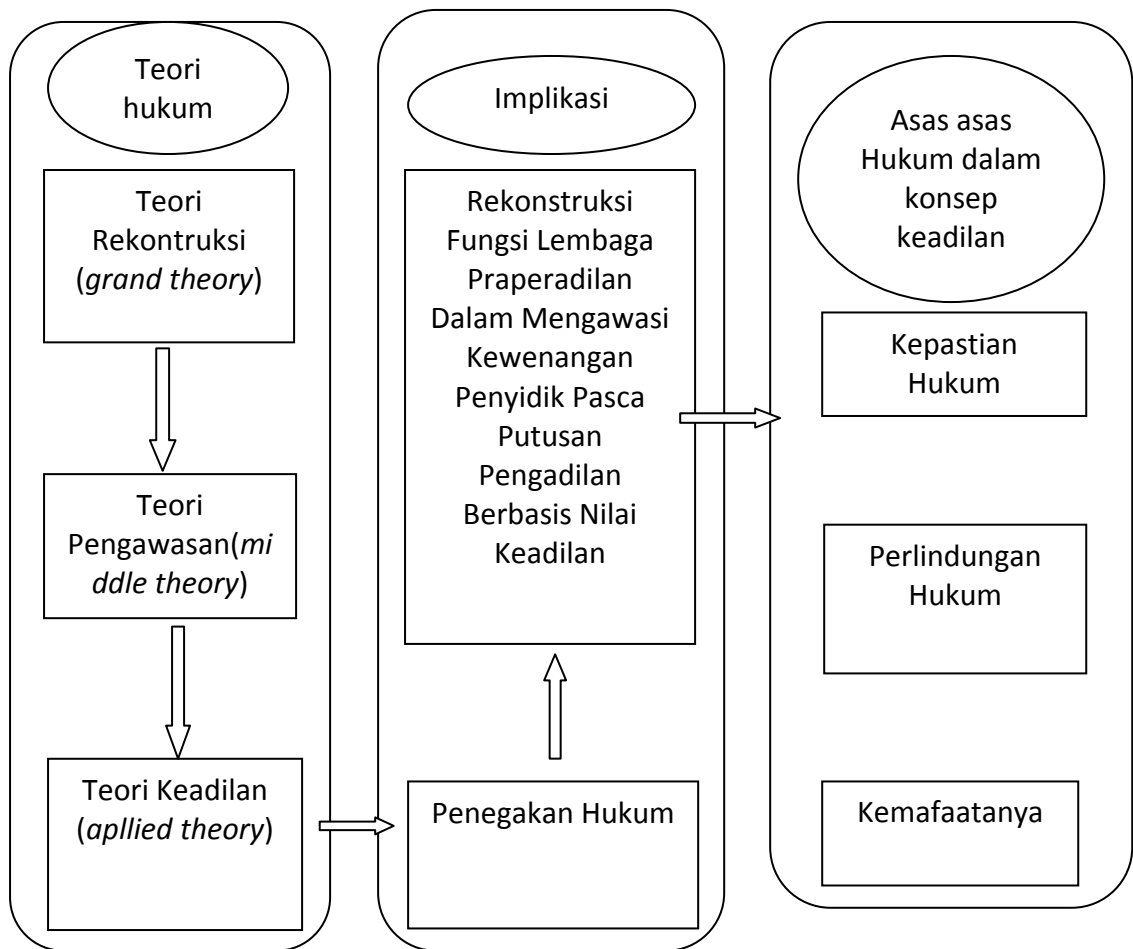 Teori
hukum
Teori
Rekontruksi
(grand theory)
Teori
Pengawasan(mi
ddle theory)
Teori Keadilan
(apllied theory)
Implikasi
Rekonstruksi
Fungsi Lembaga
Praperadilan
Dalam Mengawasi
Kewenangan
Penyidik Pasca
Putusan
Pengadilan
Berbasis Nilai
Keadilan
Penegakan Hukum
Asas asas
Hukum dalam
konsep
keadilan
Kepastian
Hukum
Perlindungan
Hukum
Kemafaatanya